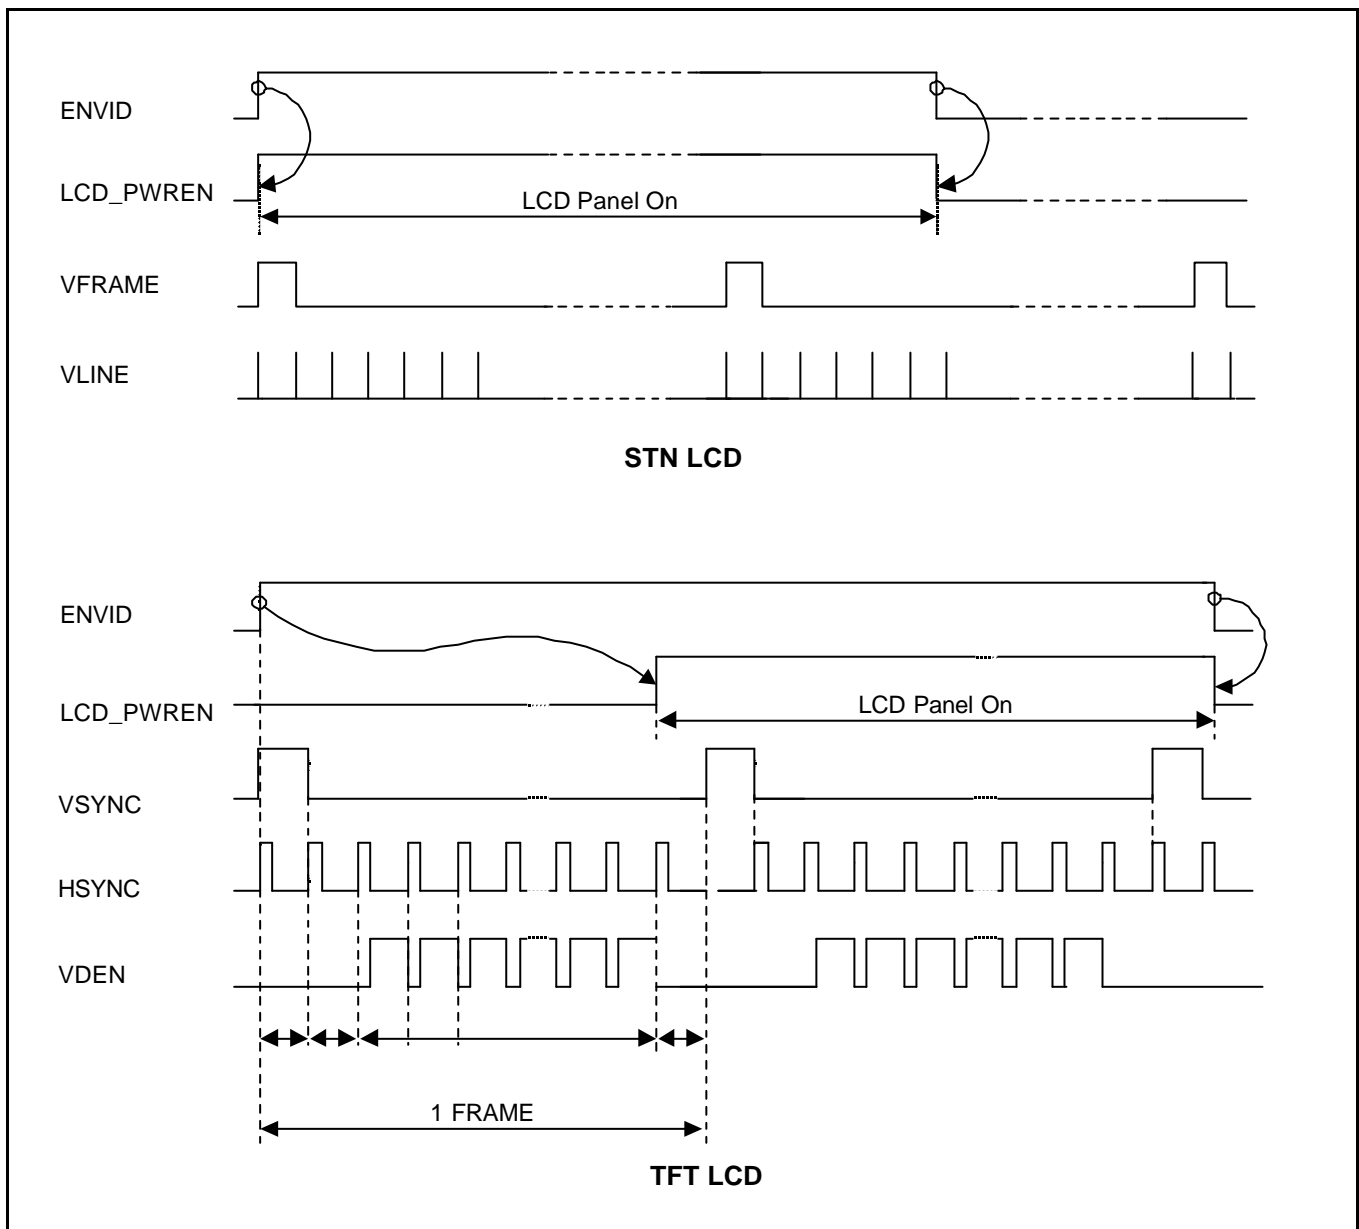 ENVID
LCD_PWREN
LCD Panel On
VFRAME
VLINE
STN LCD
ENVID
LCD_PWREN
LCD Panel On
VSYNC
HSYNC
VDEN
1 FRAME
TFT LCD